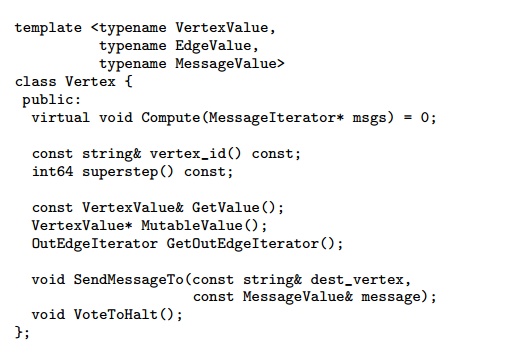 template <typename VertexValue,
          typename EdgeValue,
          typename MessageValue>
class Vertex {
 public:
  virtual void Compute(MessageIterator* msgs) = 0;

  const string& vertex_id() const;
  int64 superstep() const;

  const VertexValue& GetValue();
  VertexValue* MutableValue();
  OutEdgeIterator GetOutEdgeIterator();

  void SendMessageTo(const string& dest_vertex,
                     const MessageValue& message);
  void VoteToHalt();
};